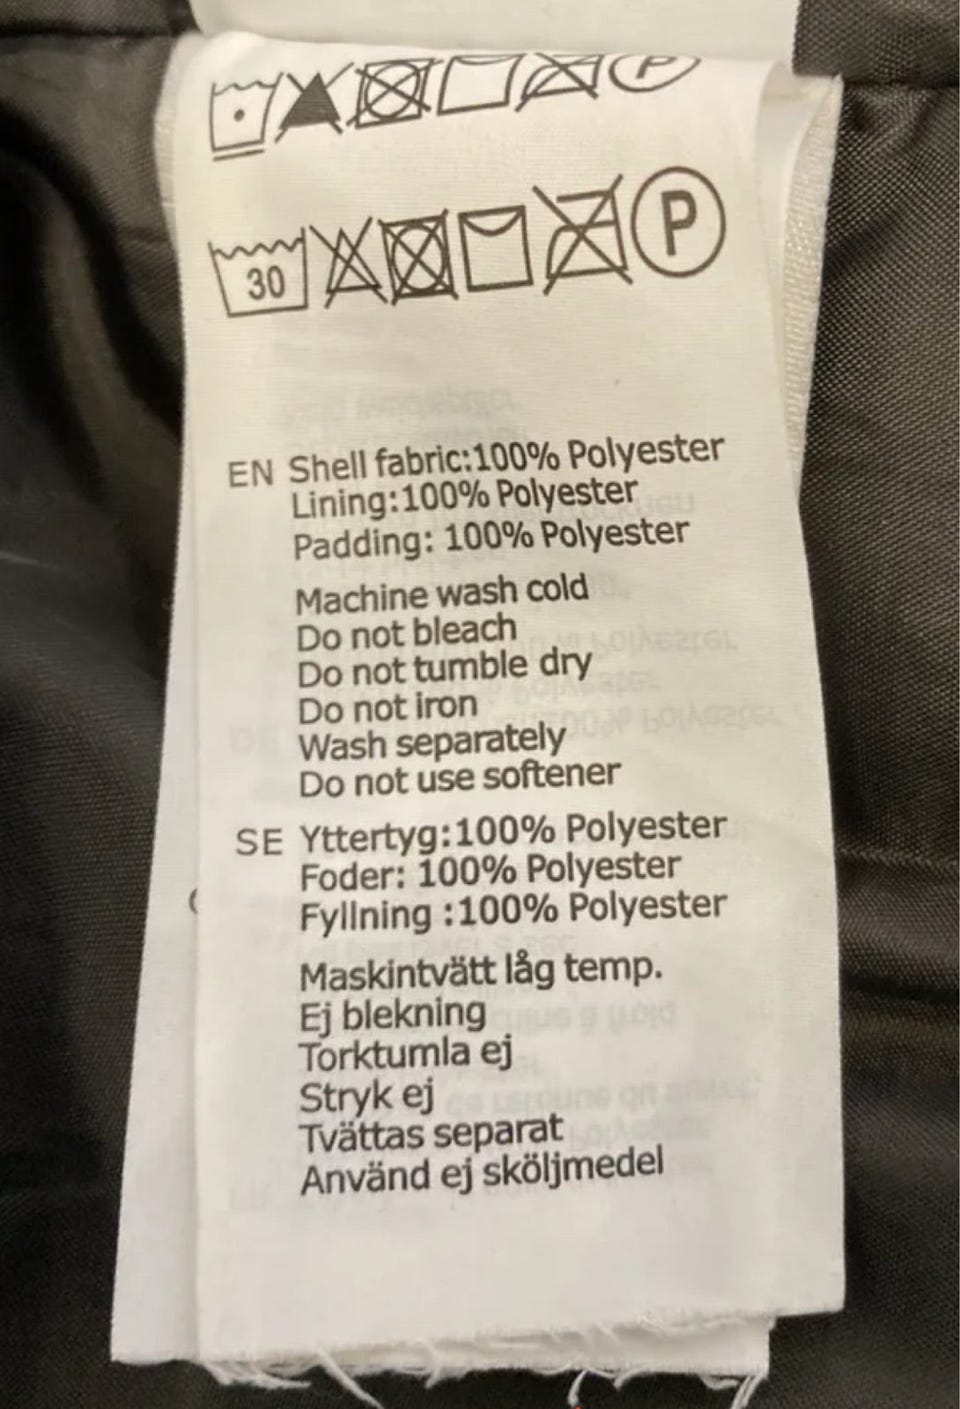 P
30 P
EN Shell fabric:100% Polyester
Lining:100% Polyester
Padding: 100% Polyester
Machine wash cold
Do not bleach
Do not tumble dry
Do not iron
Wash separately
Do not use softener
SE Yttertyg:100% Polyester
Foder: 100% Polyester
Fyllning :100% Polyester
Maskintvätt låg temp.
Ej blekning
Torktumla ej
Stryk ej
Tvättas separat
Använd ej sköljmedel